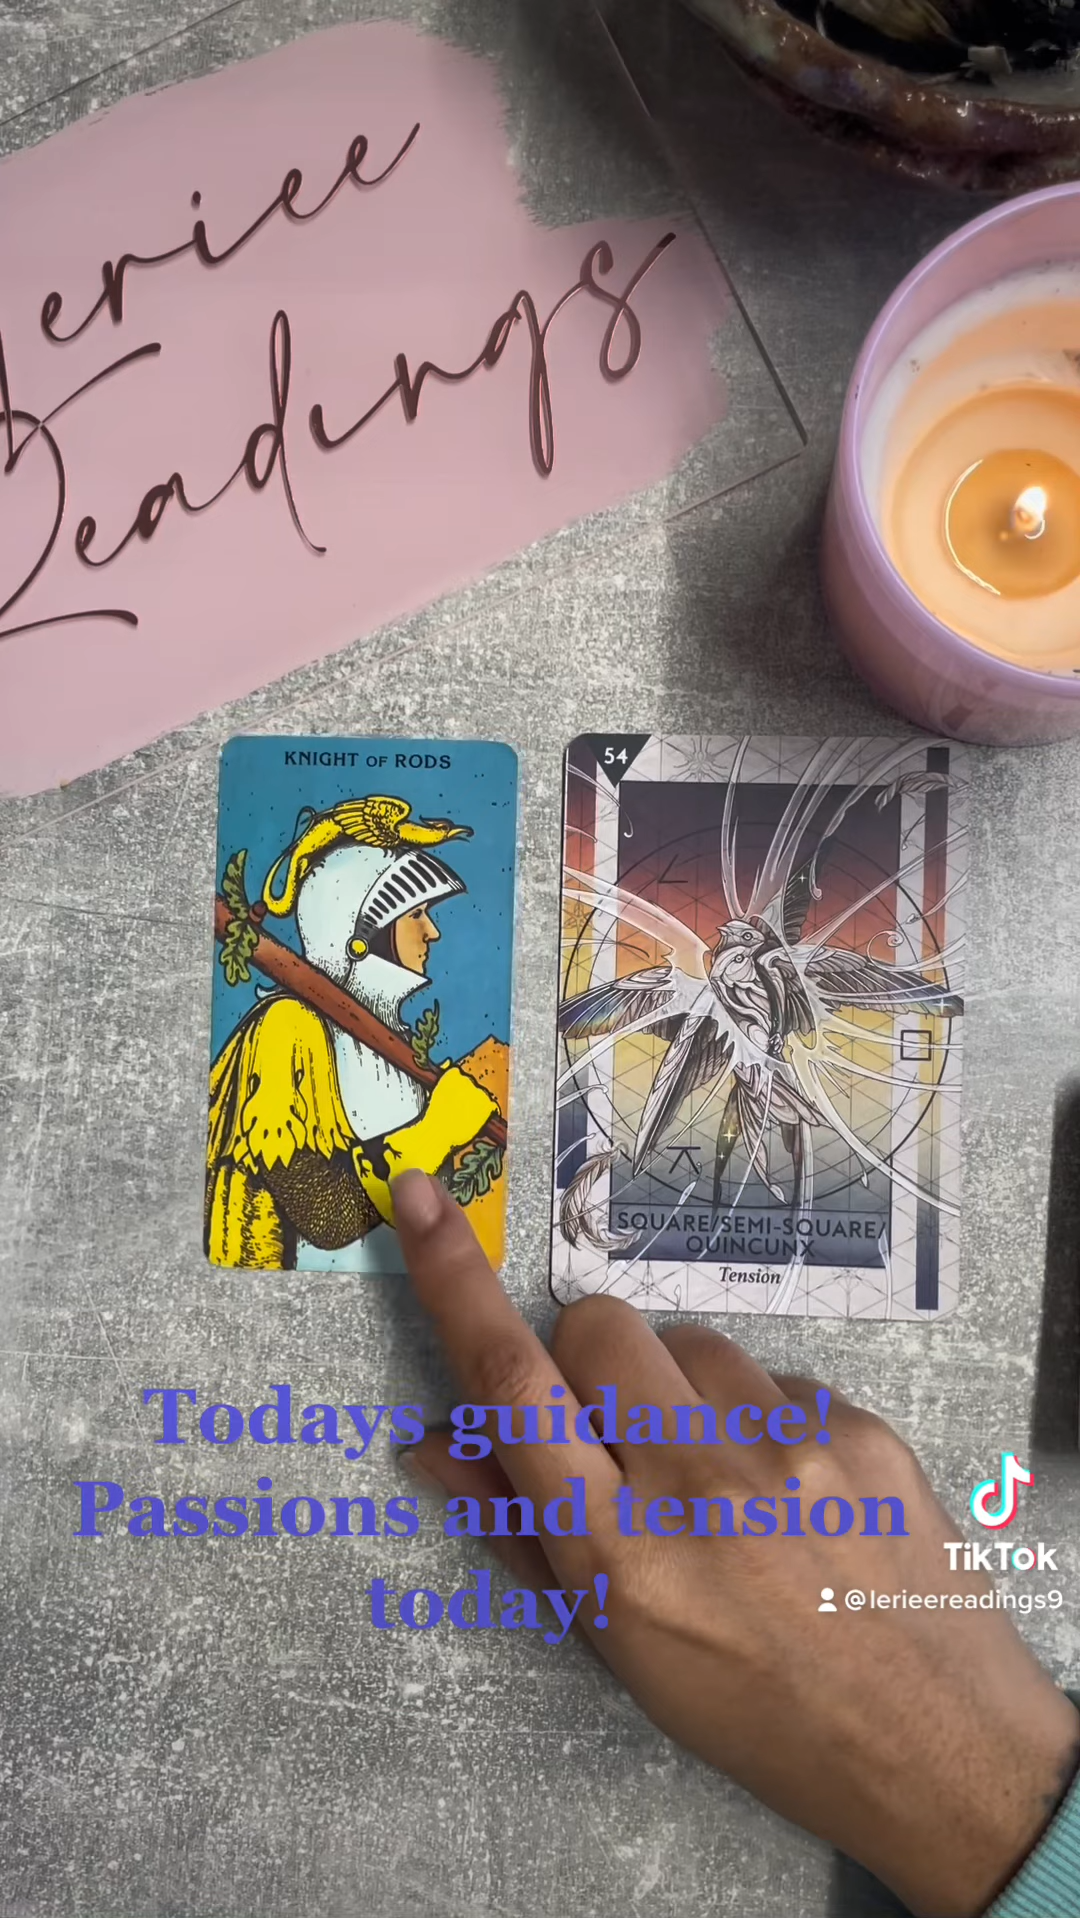 Readings
KNIGHT OF RODS
54
SQUARE/SEMI-SQUARE/
QUINCUNX
Tension
Todays guidance!
Passions and tension
today!
TikTok
@lerieereadings9